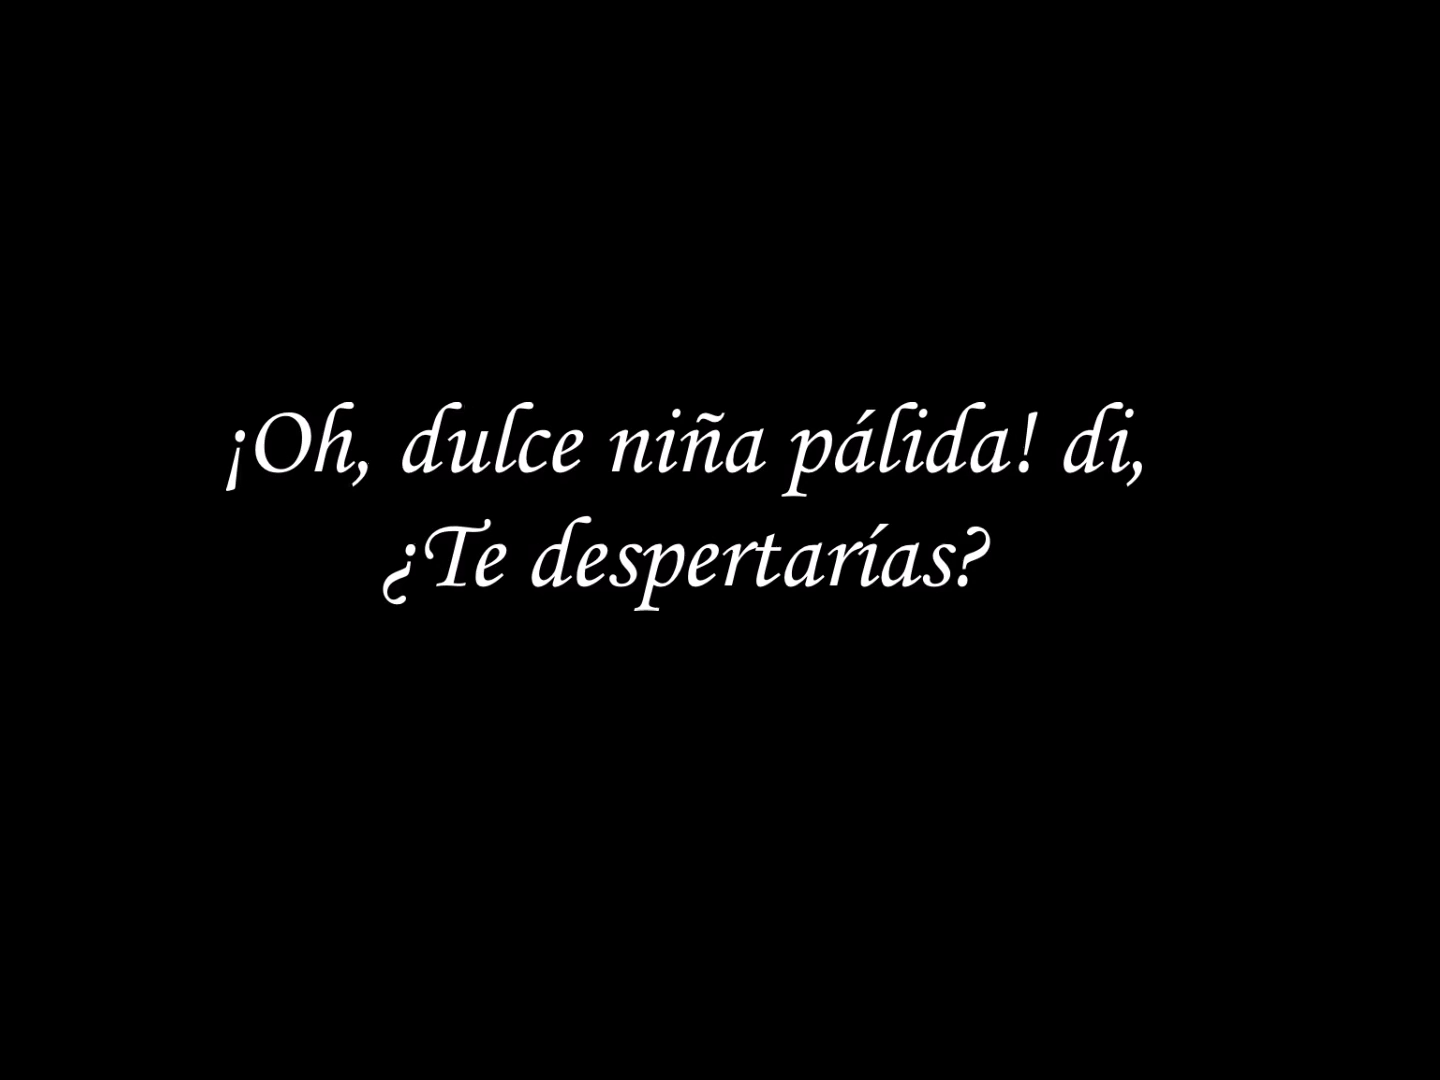 ¡Oh, dulce niña pálida! di,
¿Te despertarías?